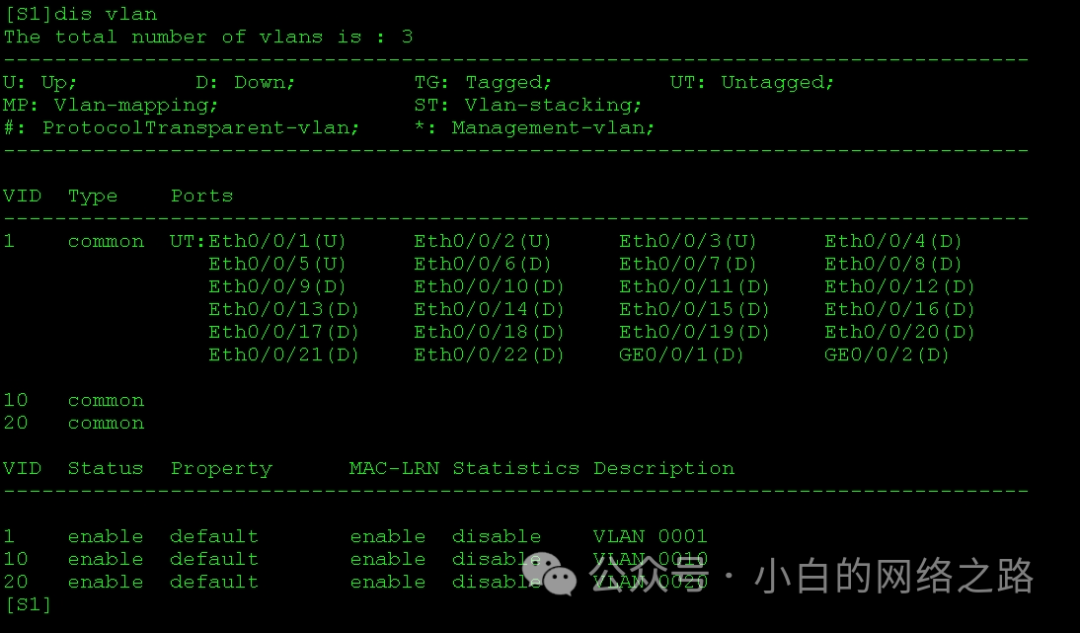 [S1]dis vlan
The total number of vlans is : 3
--------------------------------------------------------------------------------
U: Up;         D: Down;         TG: Tagged;         UT: Untagged;
MP: Vlan-mapping;               ST: Vlan-stacking;
#: ProtocolTransparent-vlan;    *: Management-vlan;
--------------------------------------------------------------------------------
VID  Type    Ports
--------------------------------------------------------------------------------
1    common  UT:Eth0/0/1(U)      Eth0/0/2(U)     Eth0/0/3(U)     Eth0/0/4(D)
Eth0/0/5(U)     Eth0/0/6(D)     Eth0/0/7(D)     Eth0/0/8(D)
Eth0/0/9(D)     Eth0/0/10(D)    Eth0/0/11(D)    Eth0/0/12(D)
Eth0/0/13(D)    Eth0/0/14(D)    Eth0/0/15(D)    Eth0/0/16(D)
Eth0/0/17(D)    Eth0/0/18(D)    Eth0/0/19(D)    Eth0/0/20(D)
Eth0/0/21(D)    Eth0/0/22(D)    GE0/0/1(D)      GE0/0/2(D)
10   common
20   common
VID  Status  Property      MAC-LRN Statistics Description
--------------------------------------------------------------------------------
1    enable  default       enable  disable    VLAN 0001
10   enable  default       enable  disable    VLAN 0010
20   enable  default       enable  disable    VLAN 0020
[S1]
公众号 · 小白的网络之路